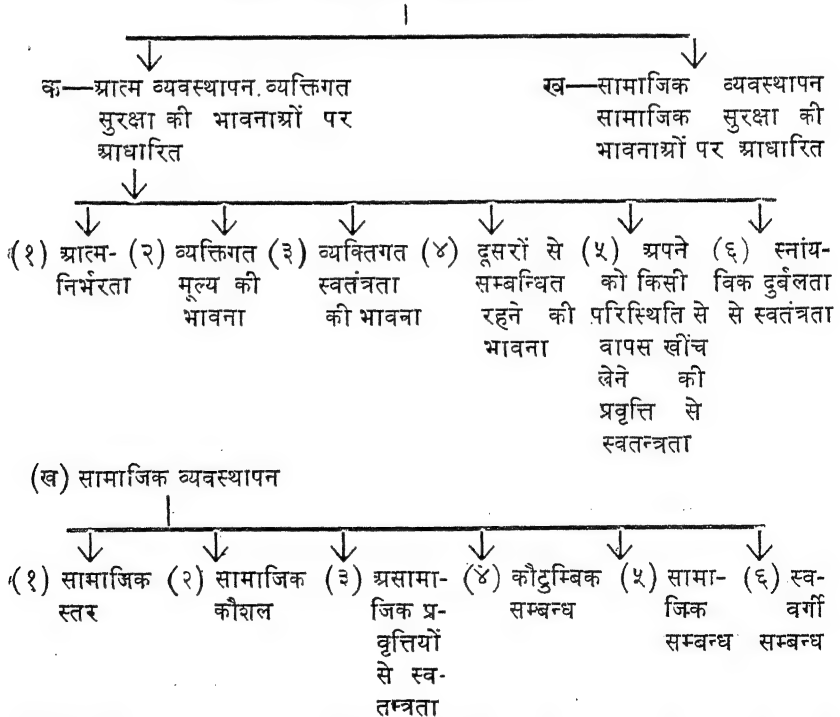 क—आत्म व्यवस्थापन. व्यक्तिगत सुरक्षा की भावनाओं पर आधारित
ख—सामाजिक व्यवस्थापन सामाजिक सुरक्षा की भावनाओं पर आधारित
(१) आत्म-निर्भरता
(२) व्यक्तिगत मूल्य की भावना
(३) व्यक्तिगत स्वतंत्रता की भावना
(४) दूसरों से सम्बन्धित रहने की भावना
(५) अपने को किसी परिस्थिति से वापस खींच लेने की प्रवृत्ति से स्वतन्त्रता
(६) स्नांय-विक दुर्बलता से स्वतंत्रता
(ख) सामाजिक व्यवस्थापन
(१) सामाजिक स्तर
(२) सामाजिक कौशल
(३) असामा-जिक प्र-वृत्तियों से स्व-तन्त्रता
(४) कौटुम्बिक सम्बन्ध
(५) सामा-जिक सम्बन्ध
(६) स्व-वर्गी सम्बन्ध